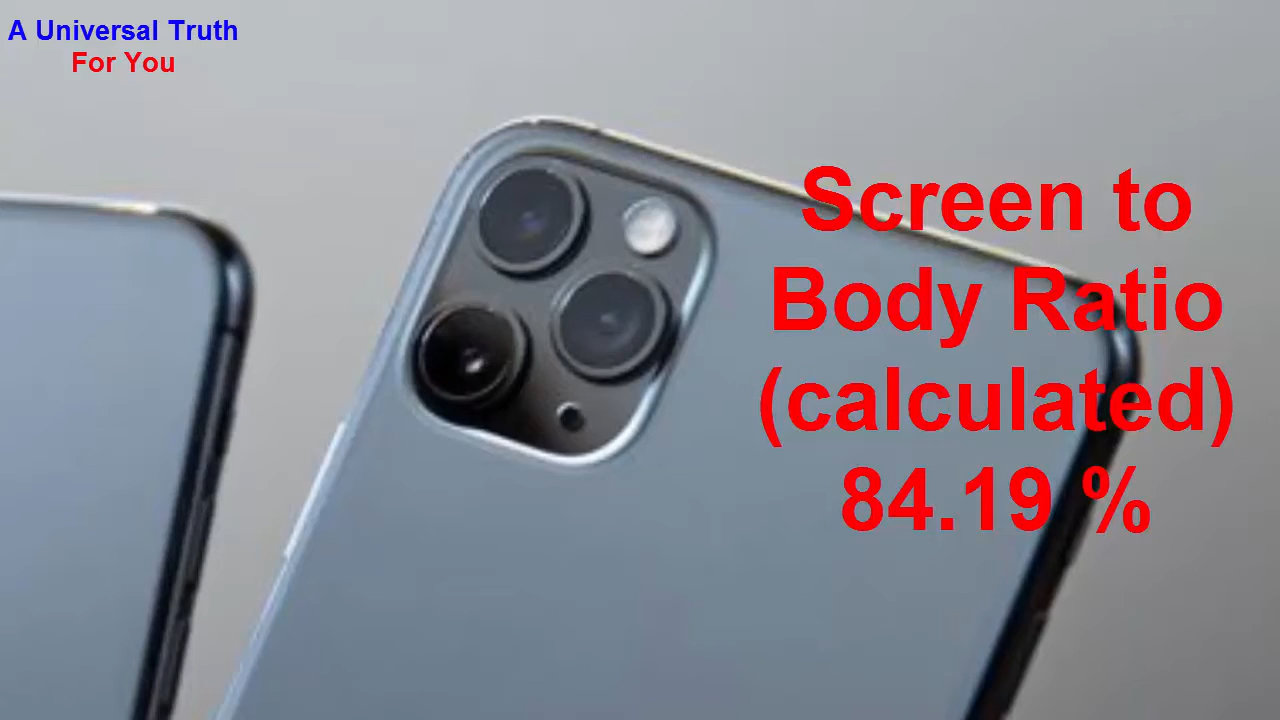 A Universal Truth
For You
Screen to
Body Ratio
(calculated)
84.19 %